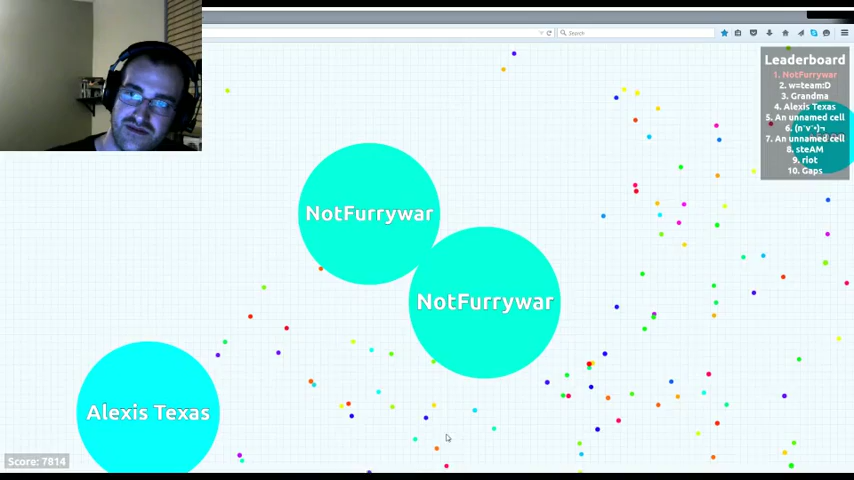 Search
Leaderboard
1. NotFurrywar
2. w=team:D
3. Grandma
4. Alexis Texas
5. An unnamed cell
7. An unnamed cell
8. steAM
9. riot
10. Gaps
NotFurrywar
NotFurrywar
Alexis Texas
Score: 7814